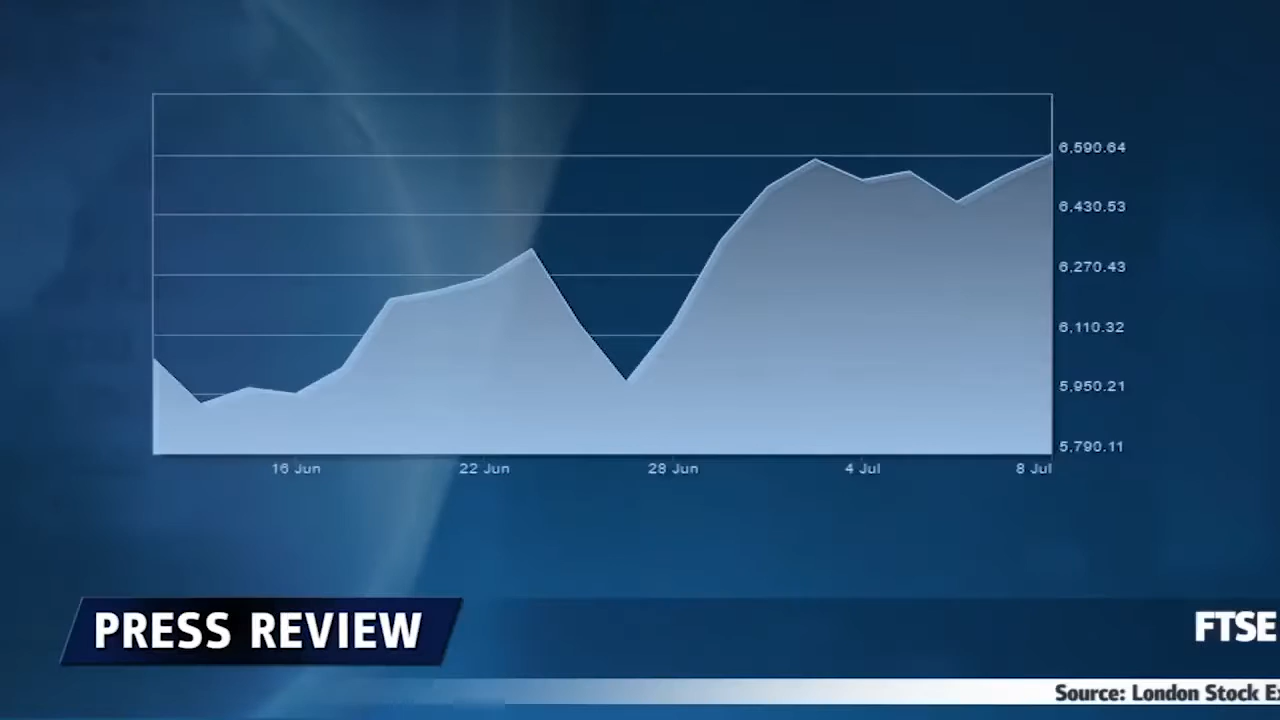 6,590.64
6,430.53
6,270.43
6,110.32
5,950.21
5,790.11
16 Jun 22 Jun 28 Jun 4 Jul 8 Jul
PRESS REVIEW
FTSE
Source: London Stock